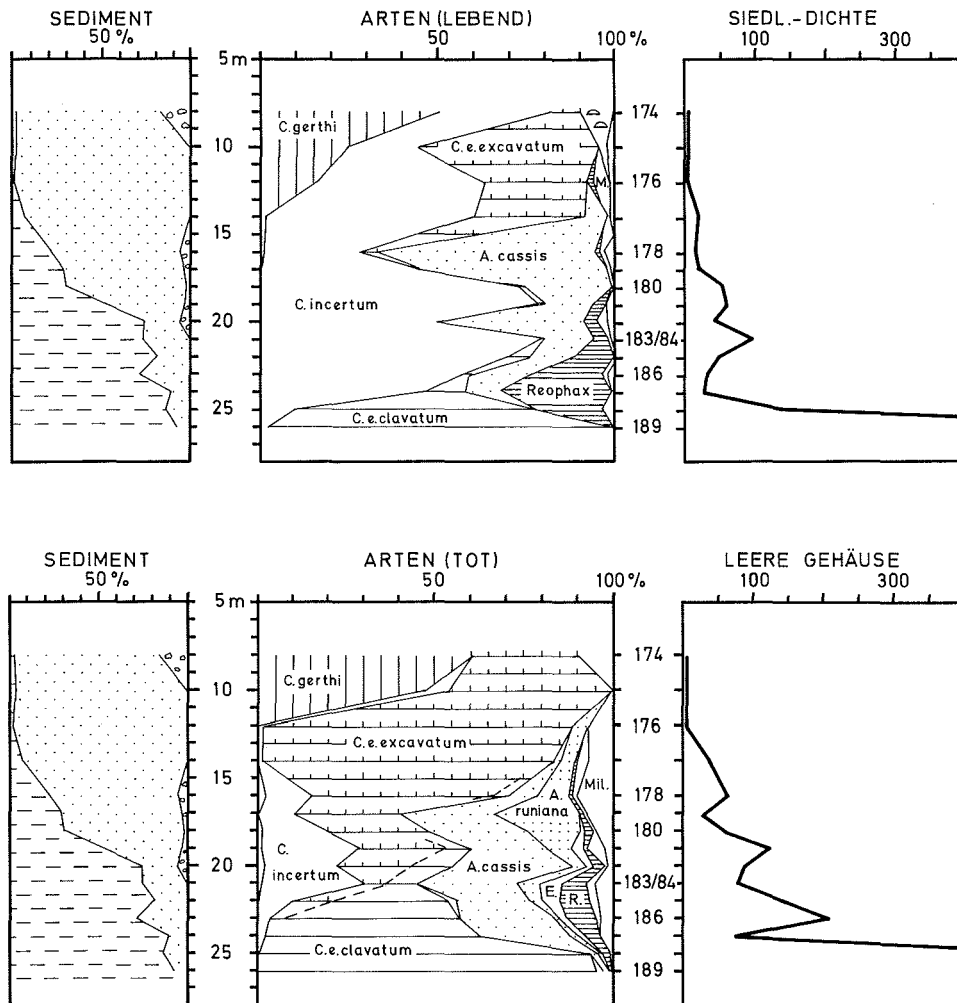 SEDIMENT
50 %
ARTEN (LEBEND)
50 100 %
SIEDL.-DICHTE
100 300
5 m
10
15
20
25
C. gerthi
C. e. excavatum
M.
A. cassis
C. incertum
Reophax
C. e. clavatum
174
176
178
180
183/84
186
189
SEDIMENT
50 %
ARTEN (TOT)
50 100 %
LEERE GEHÄUSE
100 300
5 m
10
15
20
25
C. gerthi
C. e. excavatum
Mil.
A.
runiana
C.
incertum
A. cassis
E.
R.
C. e. clavatum
174
176
178
180
183/84
186
189